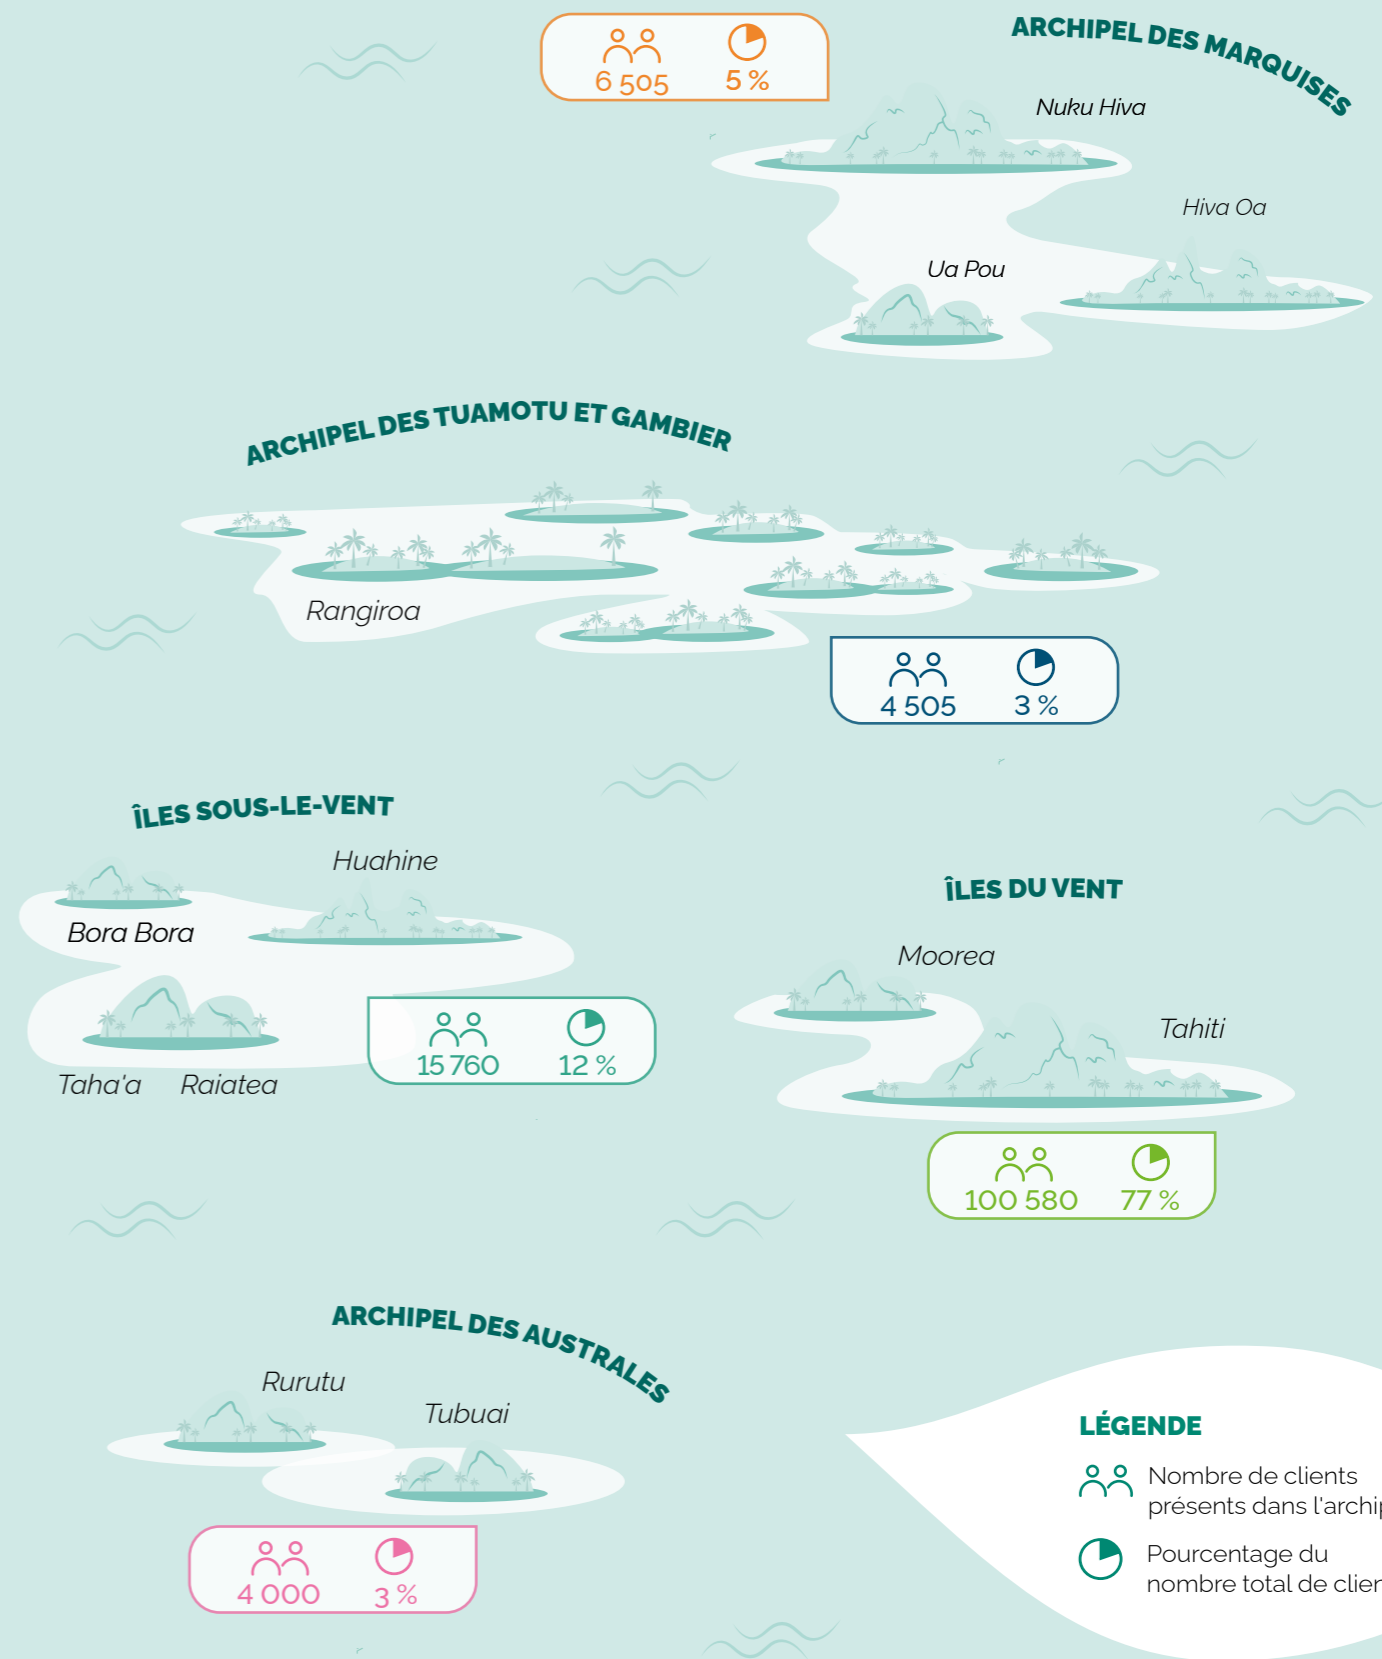 ARCHIPEL DES MARQUISES
6 505
5 %
Nuku Hiva
Hiva Oa
Ua Pou
ARCHIPEL DES TUAMOTU ET GAMBIER
Rangiroa
4 505
3 %
ÎLES SOUS-LE-VENT
Huahine
Bora Bora
15 760
12 %
Taha'a
Raiatea
ÎLES DU VENT
Moorea
Tahiti
100 580
77 %
ARCHIPEL DES AUSTRALES
Rurutu
Tubuai
4 000
3 %
LÉGENDE
Nombre de clients
présents dans l'archip
Pourcentage du
nombre total de clien